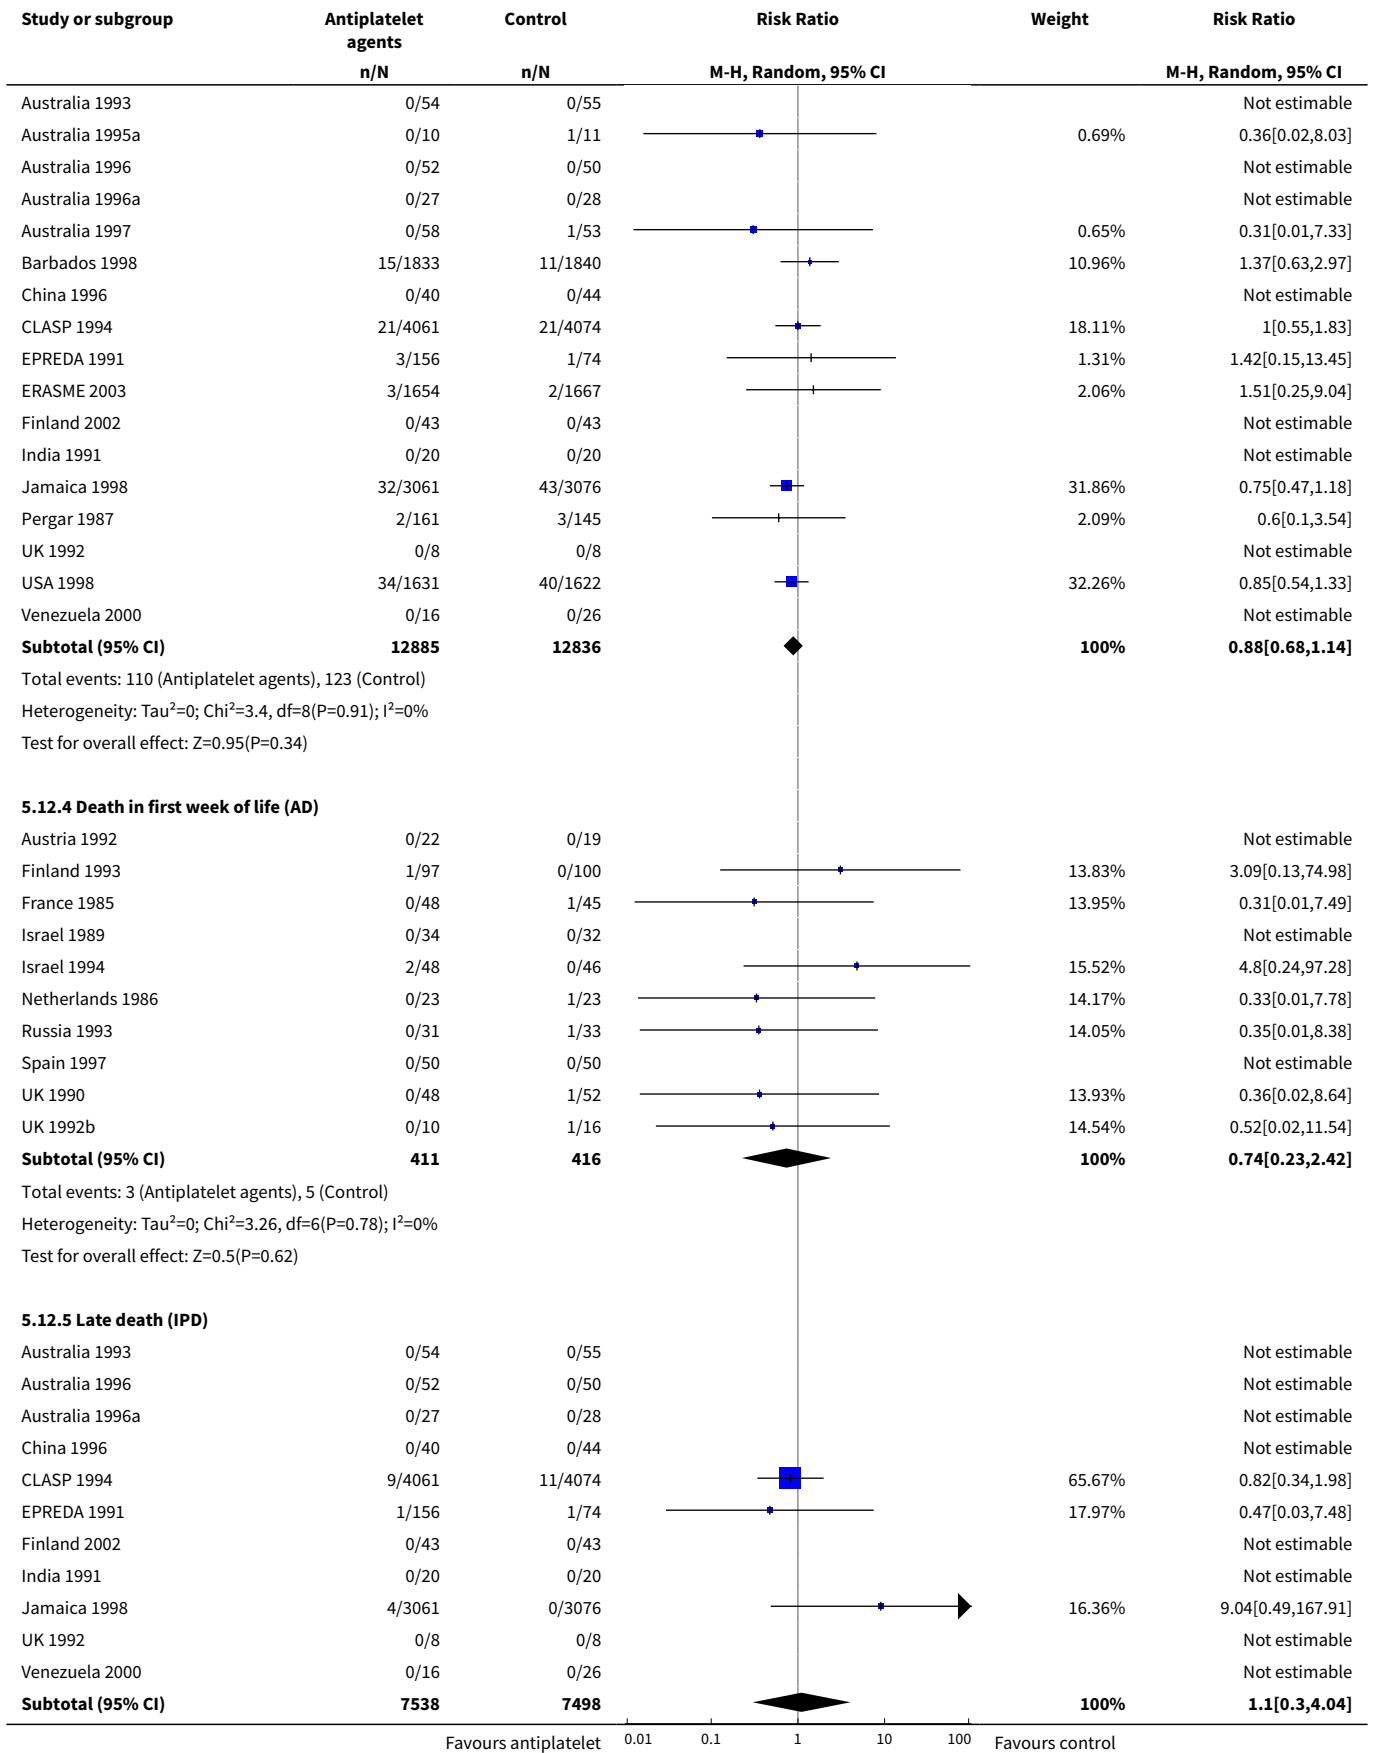 Study or subgroup Antiplatelet agents Control Risk Ratio Weight Risk Ratio
n/N n/N M-H, Random, 95% CI M-H, Random, 95% CI
Australia 1993 0/54 0/55 Not estimable
Australia 1995a 0/10 1/11 0.69% 0.36[0.02,8.03]
Australia 1996 0/52 0/50 Not estimable
Australia 1996a 0/27 0/28 Not estimable
Australia 1997 0/58 1/53 0.65% 0.31[0.01,7.33]
Barbados 1998 15/1833 11/1840 10.96% 1.37[0.63,2.97]
China 1996 0/40 0/44 Not estimable
CLASP 1994 21/4061 21/4074 18.11% 1[0.55,1.83]
EPREDA 1991 3/156 1/74 1.31% 1.42[0.15,13.45]
ERASME 2003 3/1654 2/1667 2.06% 1.51[0.25,9.04]
Finland 2002 0/43 0/43 Not estimable
India 1991 0/20 0/20 Not estimable
Jamaica 1998 32/3061 43/3076 31.86% 0.75[0.47,1.18]
Pergar 1987 2/161 3/145 2.09% 0.6[0.1,3.54]
UK 1992 0/8 0/8 Not estimable
USA 1998 34/1631 40/1622 32.26% 0.85[0.54,1.33]
Venezuela 2000 0/16 0/26 Not estimable
Subtotal (95% CI) 12885 12836 100% 0.88[0.68,1.14]
Total events: 110 (Antiplatelet agents), 123 (Control)
Heterogeneity: Tau²=0; Chi²=3.4, df=8(P=0.91); I²=0%
Test for overall effect: Z=0.95(P=0.34)
5.12.4 Death in first week of life (AD)
Austria 1992 0/22 0/19 Not estimable
Finland 1993 1/97 0/100 13.83% 3.09[0.13,74.98]
France 1985 0/48 1/45 13.95% 0.31[0.01,7.49]
Israel 1989 0/34 0/32 Not estimable
Israel 1994 2/48 0/46 15.52% 4.8[0.24,97.28]
Netherlands 1986 0/23 1/23 14.17% 0.33[0.01,7.78]
Russia 1993 0/31 1/33 14.05% 0.35[0.01,8.38]
Spain 1997 0/50 0/50 Not estimable
UK 1990 0/48 1/52 13.93% 0.36[0.02,8.64]
UK 1992b 0/10 1/16 14.54% 0.52[0.02,11.54]
Subtotal (95% CI) 411 416 100% 0.74[0.23,2.42]
Total events: 3 (Antiplatelet agents), 5 (Control)
Heterogeneity: Tau²=0; Chi²=3.26, df=6(P=0.78); I²=0%
Test for overall effect: Z=0.5(P=0.62)
5.12.5 Late death (IPD)
Australia 1993 0/54 0/55 Not estimable
Australia 1996 0/52 0/50 Not estimable
Australia 1996a 0/27 0/28 Not estimable
China 1996 0/40 0/44 Not estimable
CLASP 1994 9/4061 11/4074 65.67% 0.82[0.34,1.98]
EPREDA 1991 1/156 1/74 17.97% 0.47[0.03,7.48]
Finland 2002 0/43 0/43 Not estimable
India 1991 0/20 0/20 Not estimable
Jamaica 1998 4/3061 0/3076 16.36% 9.04[0.49,167.91]
UK 1992 0/8 0/8 Not estimable
Venezuela 2000 0/16 0/26 Not estimable
Subtotal (95% CI) 7538 7498 100% 1.1[0.3,4.04]
Favours antiplatelet 0.01 0.1 1 10 100 Favours control